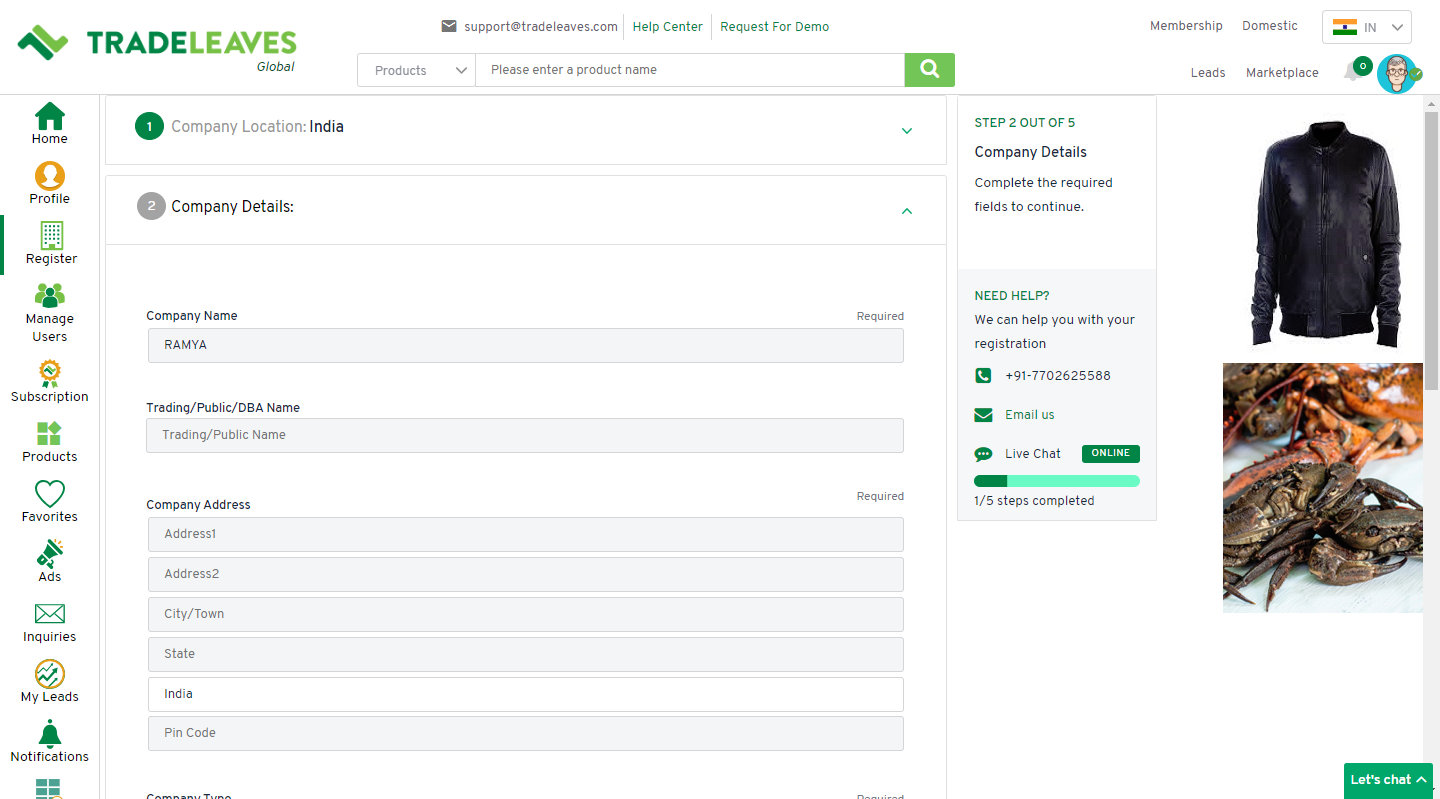 TRADELEAVES
Global
support@tradeleaves.com
Help Center
Request For Demo
Membership
Domestic
IN
Products
Please enter a product name
Leads
Marketplace
0
Home
Profile
Register
Manage
Users
Subscription
Products
Favorites
Ads
Inquiries
My Leads
Notifications
1 Company Location: India
2 Company Details:
Company Name
Required
RAMYA
Trading/Public/DBA Name
Trading/Public Name
Company Address
Required
Address1
Address2
City/Town
State
India
Pin Code
Company Type
Required
STEP 2 OUT OF 5
Company Details
Complete the required
fields to continue.
NEED HELP?
We can help you with your
registration
+91-7702625588
Email us
Live Chat
ONLINE
1/5 steps completed
Let's chat